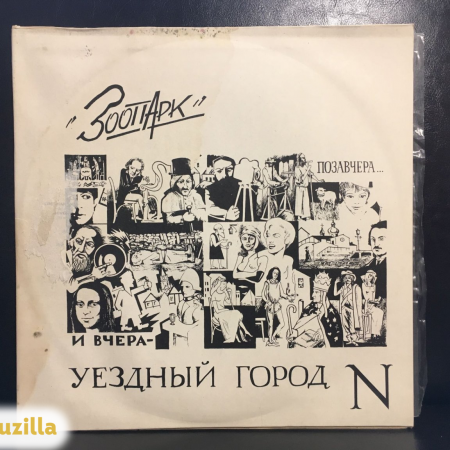 "ЗООПАРК"
ПОЗАВЧЕРА...
И ВЧЕРА-
УЕЗДНЫЙ ГОРОД N
uzilla